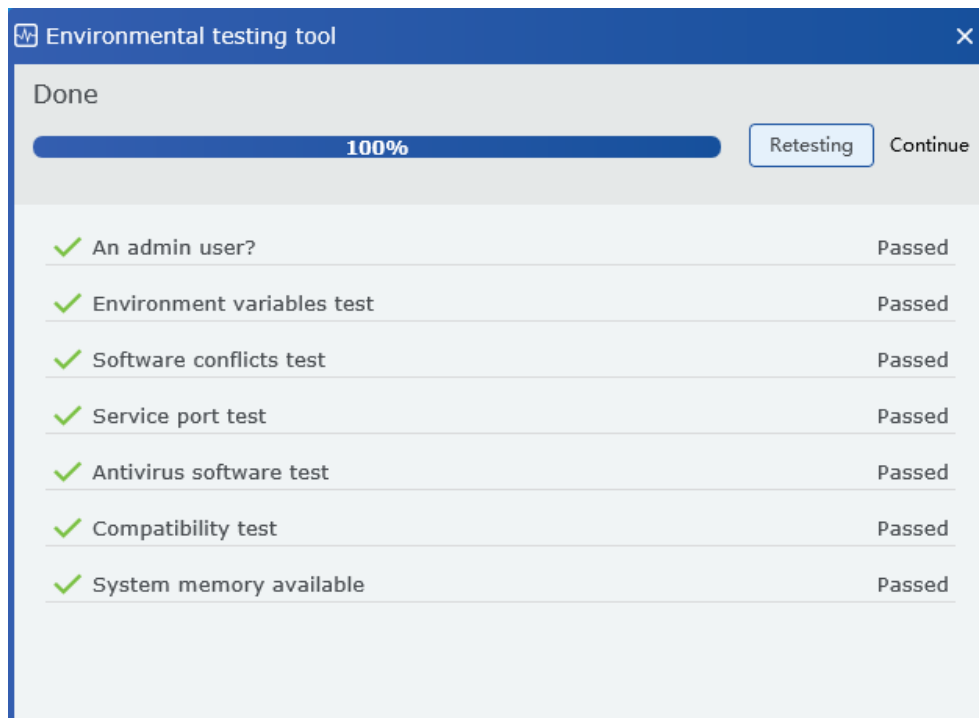 Environmental testing tool
Done
100% Retesting Continue
An admin user? Passed
Environment variables test Passed
Software conflicts test Passed
Service port test Passed
Antivirus software test Passed
Compatibility test Passed
System memory available Passed